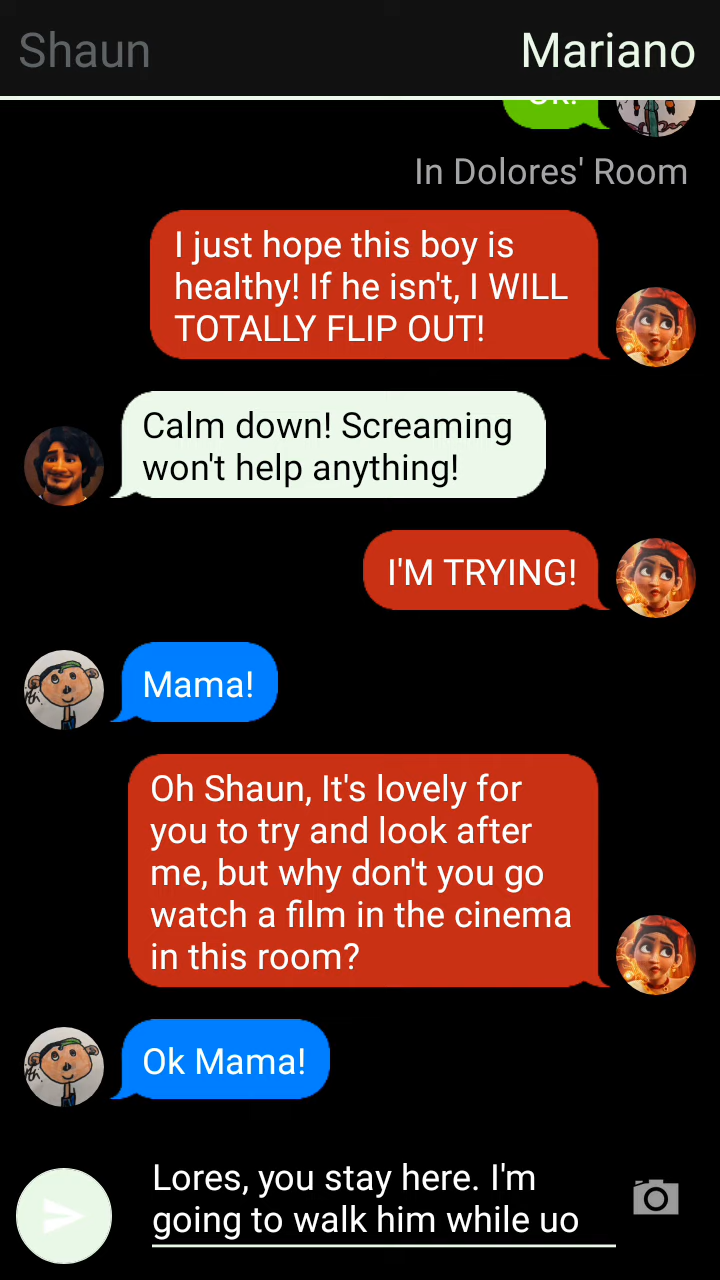 Shaun
Mariano
In Dolores' Room
I just hope this boy is
healthy! If he isn't, I WILL
TOTALLY FLIP OUT!
Calm down! Screaming
won't help anything!
I'M TRYING!
Mama!
Oh Shaun, It's lovely for
you to try and look after
me, but why don't you go
watch a film in the cinema
in this room?
Ok Mama!
Lores, you stay here. I'm
going to walk him while uo